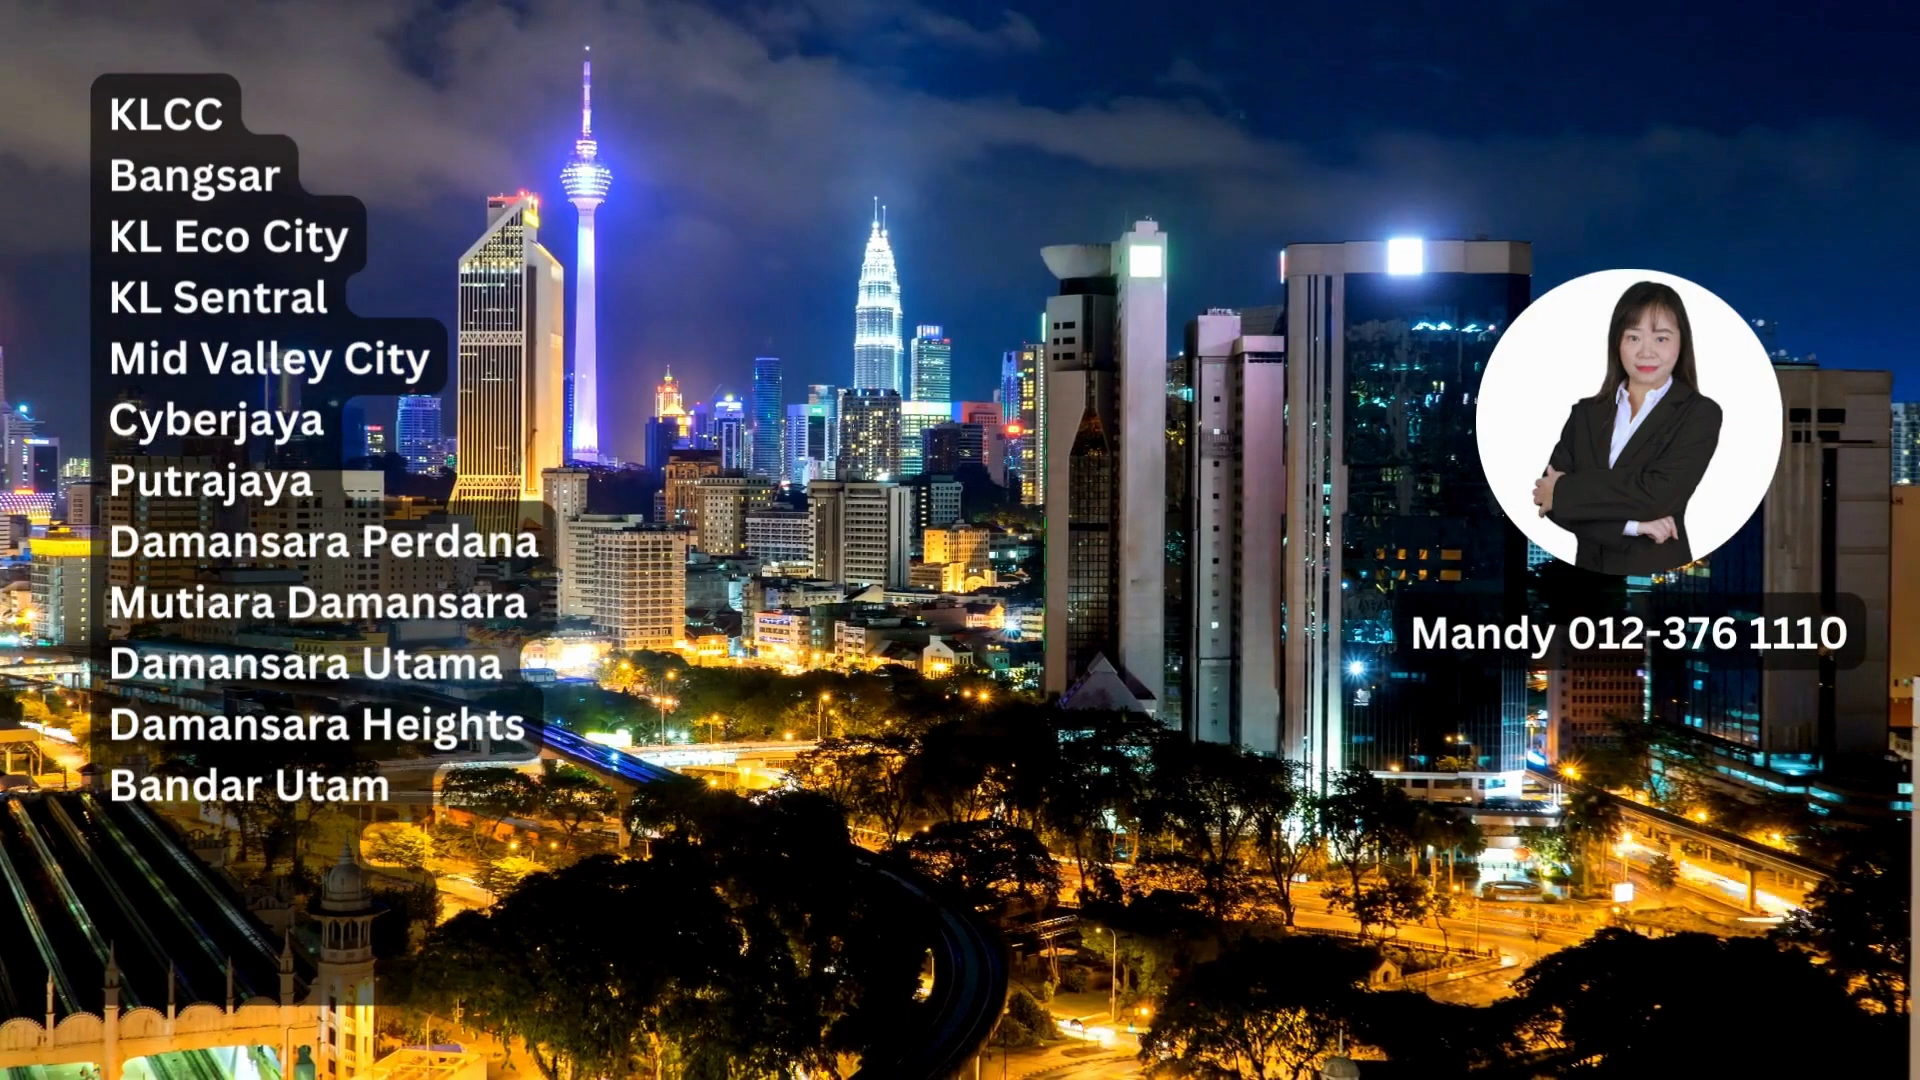 KLCC
Bangsar
KL Eco City
KL Sentral
Mid Valley City
Cyberjaya
Putrajaya
Damansara Perdana
Mutiara Damansara
Damansara Utama
Damansara Heights
Bandar Utam
Mandy 012-376 1110